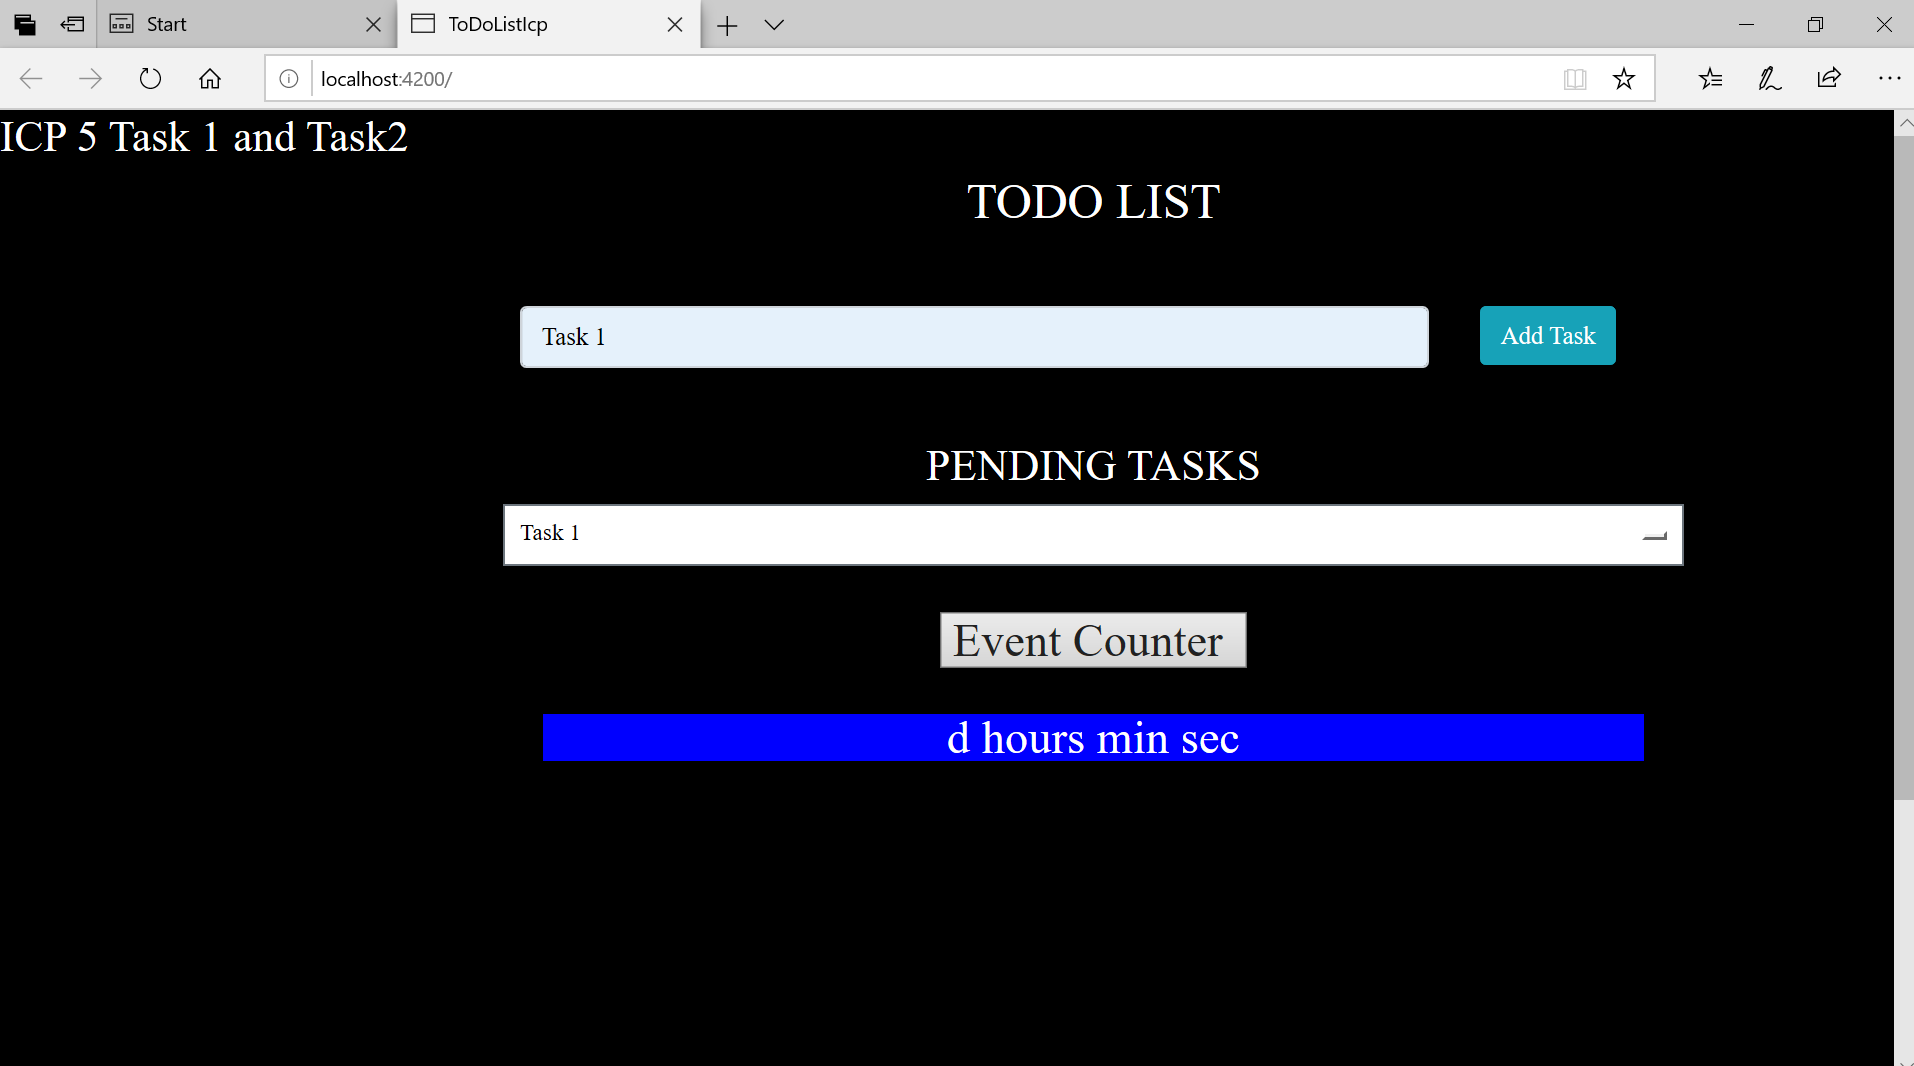 Start
ToDoListIcp
localhost:4200/
ICP 5 Task 1 and Task2
TODO LIST
Task 1
Add Task
PENDING TASKS
Task 1
Event Counter
d hours min sec